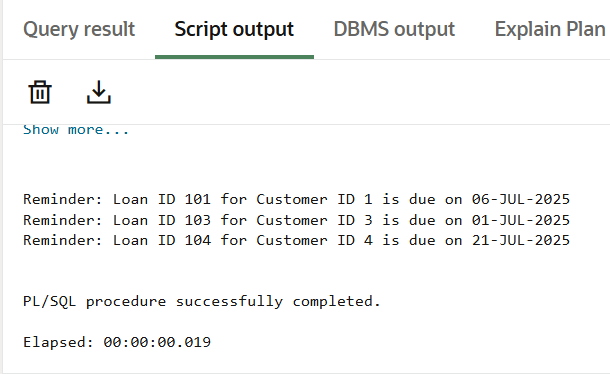 Query result Script output DBMS output Explain Plan
Show more...
Reminder: Loan ID 101 for Customer ID 1 is due on 06-JUL-2025
Reminder: Loan ID 103 for Customer ID 3 is due on 01-JUL-2025
Reminder: Loan ID 104 for Customer ID 4 is due on 21-JUL-2025
PL/SQL procedure successfully completed.
Elapsed: 00:00:00.019